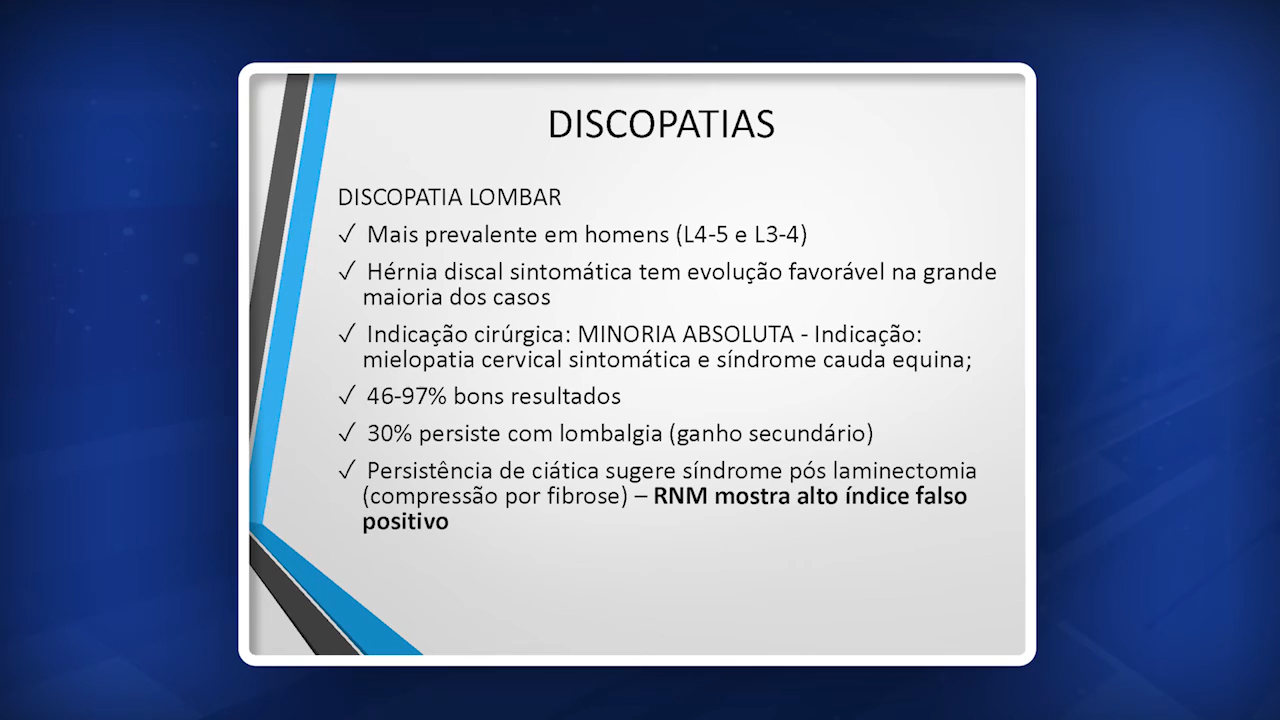 DISCOPATIAS
DISCOPATIA LOMBAR
✓ Mais prevalente em homens (L4-5 e L3-4)
✓ Hérnia discal sintomática tem evolução favorável na grande
maioria dos casos
✓ Indicação cirúrgica: MINORIA ABSOLUTA - Indicação:
mielopatia cervical sintomática e síndrome cauda equina;
✓ 46-97% bons resultados
✓ 30% persiste com lombalgia (ganho secundário)
✓ Persistência de ciática sugere síndrome pós laminectomia
(compressão por fibrose) – RNM mostra alto índice falso
positivo